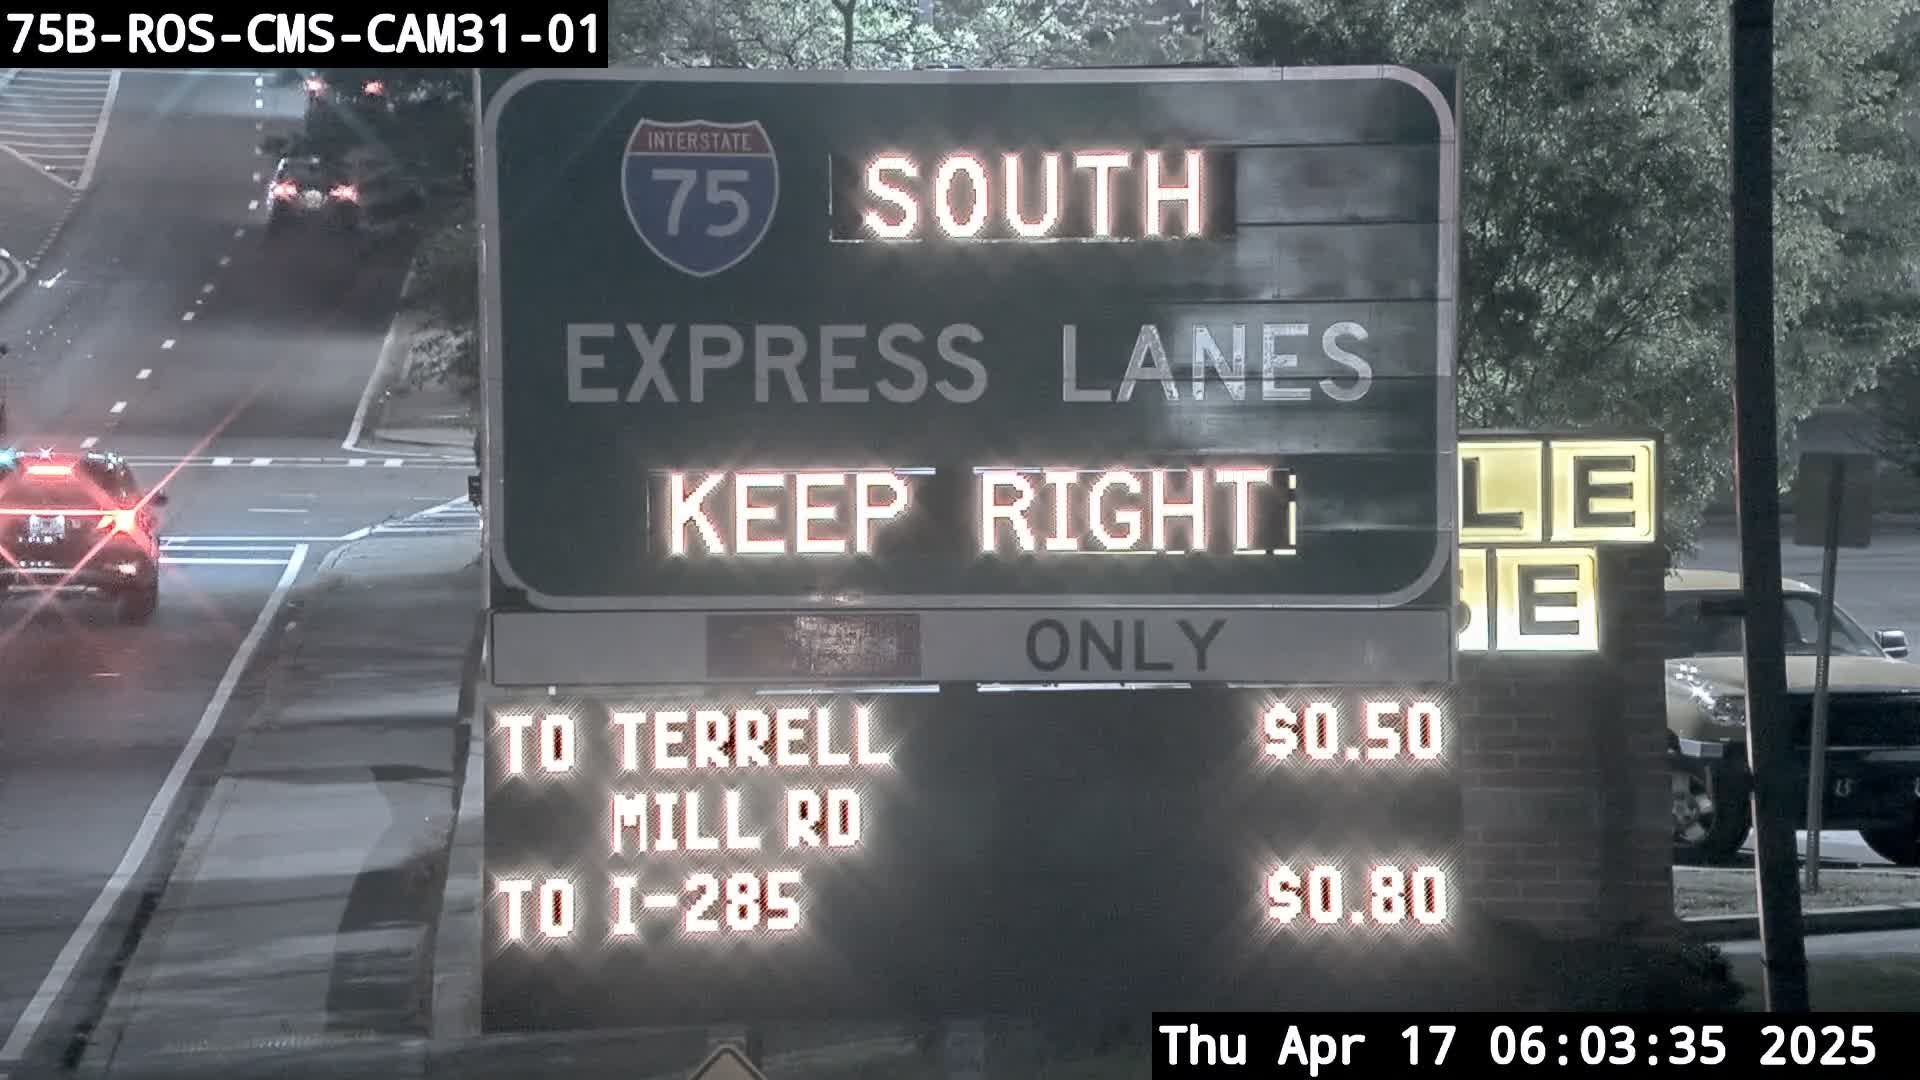 75B-ROS-CMS-CAM31-01
INTERSTATE
75
SOUTH
EXPRESS LANES
KEEP RIGHT
ONLY
LE
E
TO TERRELL $0.50
MILL RD
TO I-285 $0.80
Thu Apr 17 06:03:35 2025